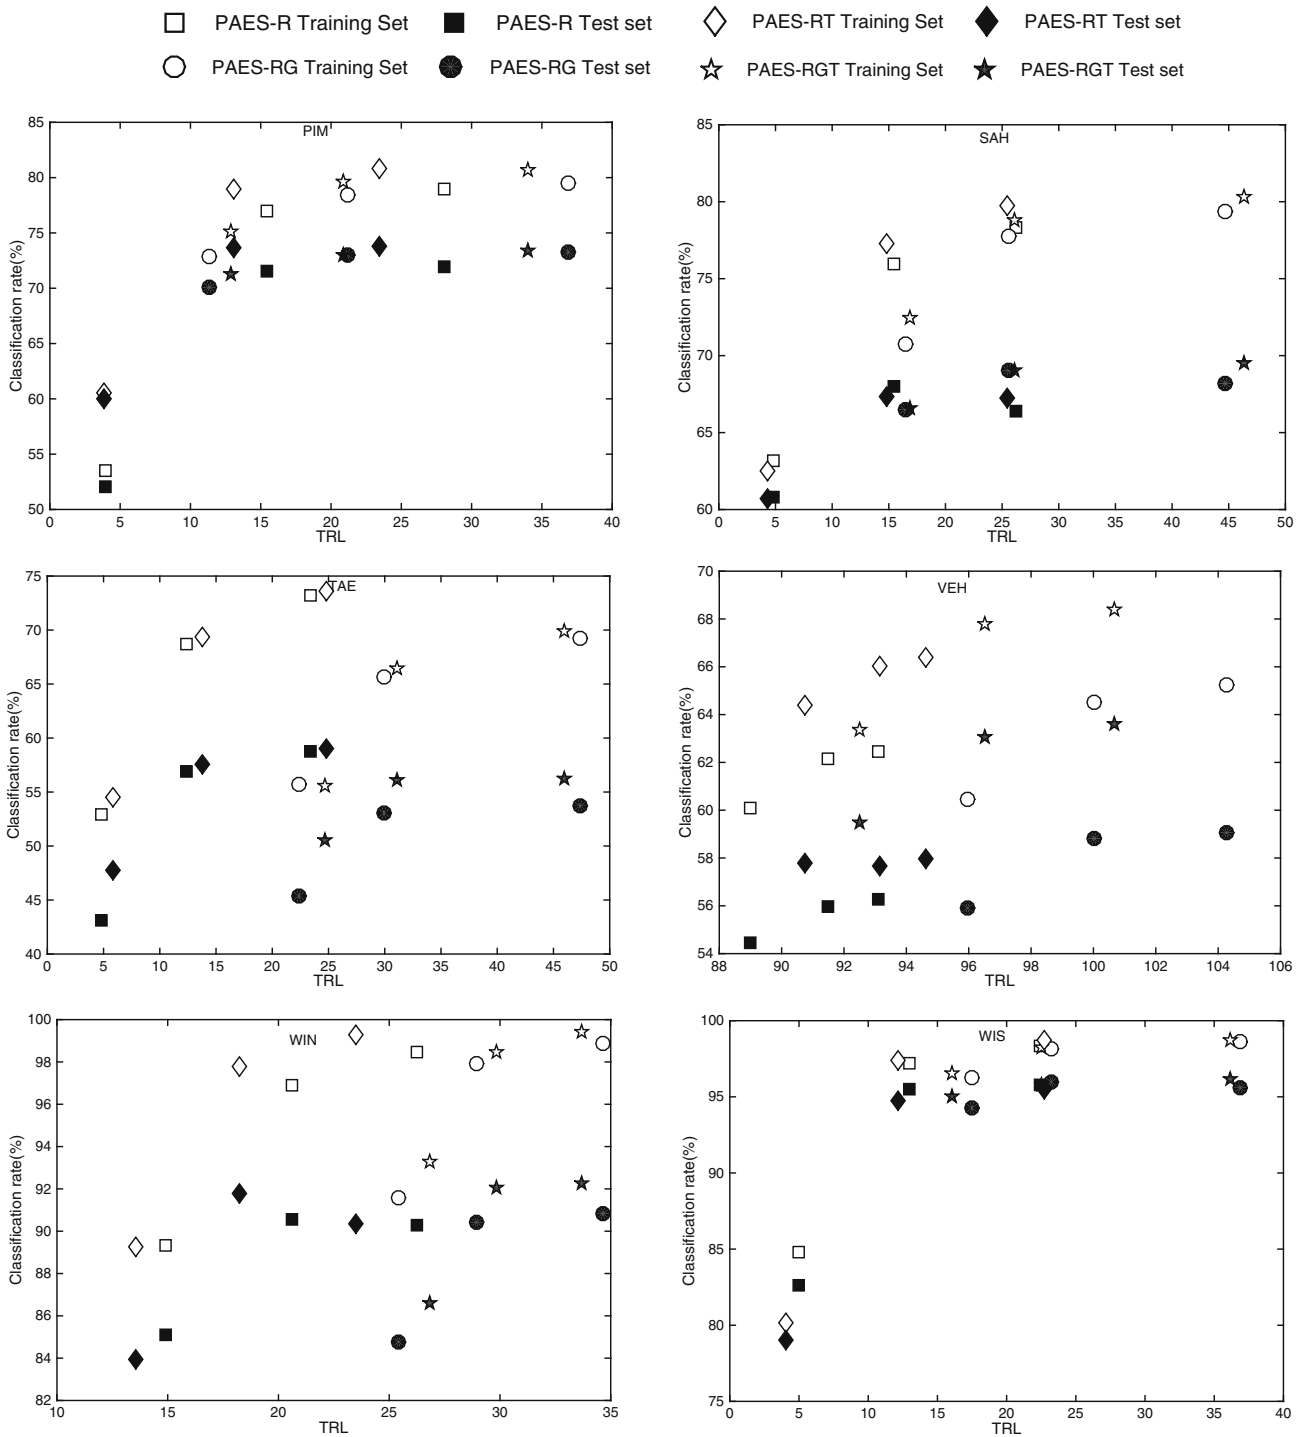 PAES-R Training Set PAES-R Test set PAES-RT Training Set PAES-RT Test set
PAES-RG Training Set PAES-RG Test set PAES-RGT Training Set PAES-RGT Test set
PIM
Classification rate(%)
85
80
75
70
65
60
55
50
0 5 10 15 20 25 30 35 40
TRL
SAH
Classification rate(%)
85
80
75
70
65
60
0 5 10 15 20 25 30 35 40 45 50
TRL
TAE
Classification rate(%)
75
70
65
60
55
50
45
40
0 5 10 15 20 25 30 35 40 45 50
TRL
VEH
Classification rate(%)
70
68
66
64
62
60
58
56
54
88 90 92 94 96 98 100 102 104 106
TRL
WIN
Classification rate(%)
100
98
96
94
92
90
88
86
84
82
10 15 20 25 30 35
TRL
WIS
Classification rate(%)
100
95
90
85
80
75
0 5 10 15 20 25 30 35 40
TRL